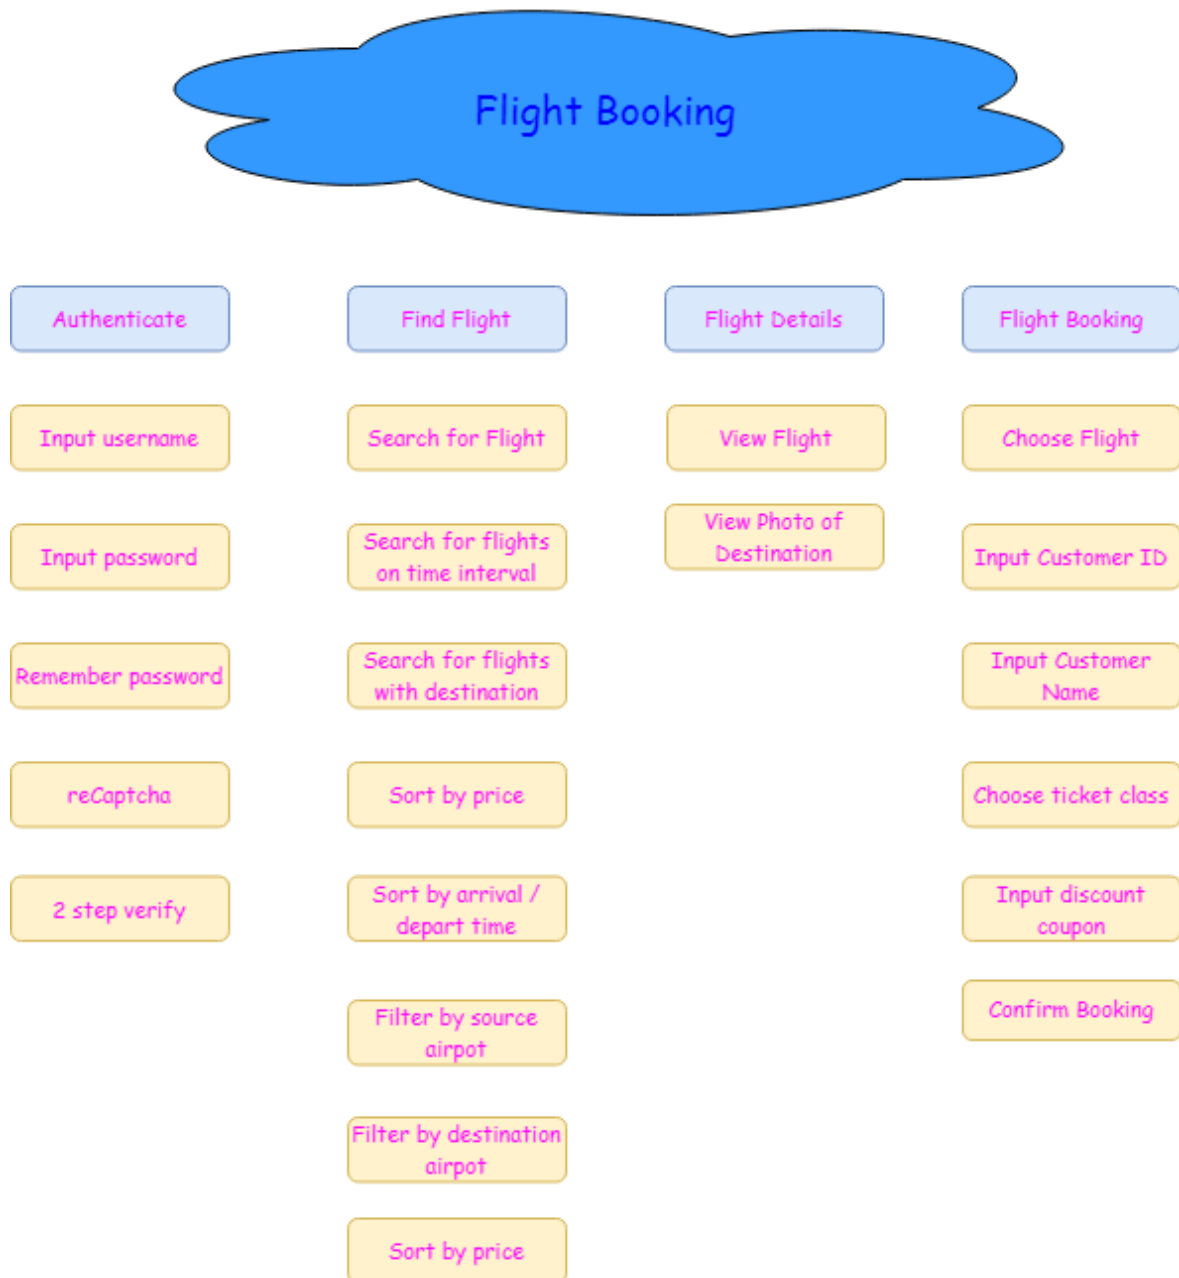 Flight Booking
Authenticate
Find Flight
Flight Details
Flight Booking
Input username
Search for Flight
View Flight
Choose Flight
Input password
Search for flights
on time interval
View Photo of
Destination
Input Customer ID
Remember password
Search for flights
with destination
Input Customer
Name
reCaptcha
Sort by price
Choose ticket class
2 step verify
Sort by arrival /
depart time
Input discount
coupon
Filter by source
airpot
Confirm Booking
Filter by destination
airpot
Sort by price